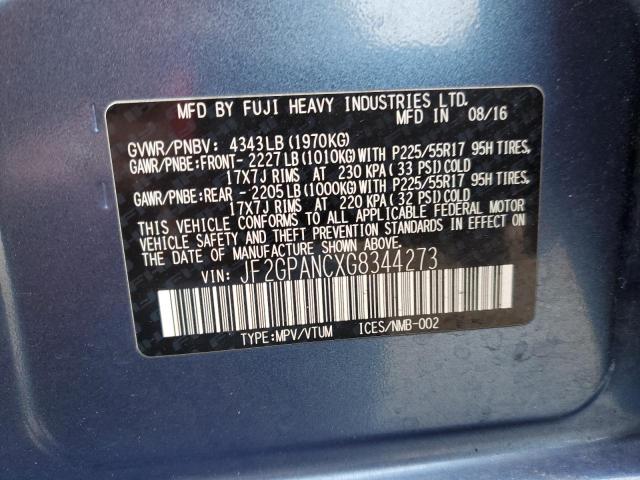 MFD BY FUJI HEAVY INDUSTRIES LTD.
MFD IN 08/16
GVWR/PNBV: 4343LB (1970KG)
GAWR/PNBE:FRONT- 2227LB (1010KG) WITH P225/55R17 95H TIRES,
17X7J RIMS AT 230 KPA (33 PSI) COLD
GAWR/PNBE:REAR - 2205LB (1000KG) WITH P225/55R17 95H TIRES,
17X7J RIMS AT 220 KPA (32 PSI) COLD
THIS VEHICLE CONFORMS TO ALL APPLICABLE FEDERAL MOTOR
VEHICLE SAFETY AND THEFT PREVENTION STANDARDS IN EFFECT ON
THE DATE OF MANUFACTURE SHOWN ABOVE.
VIN: JF2GPANCXG8344273
TYPE:MPV/VTUM ICES/NMB-002